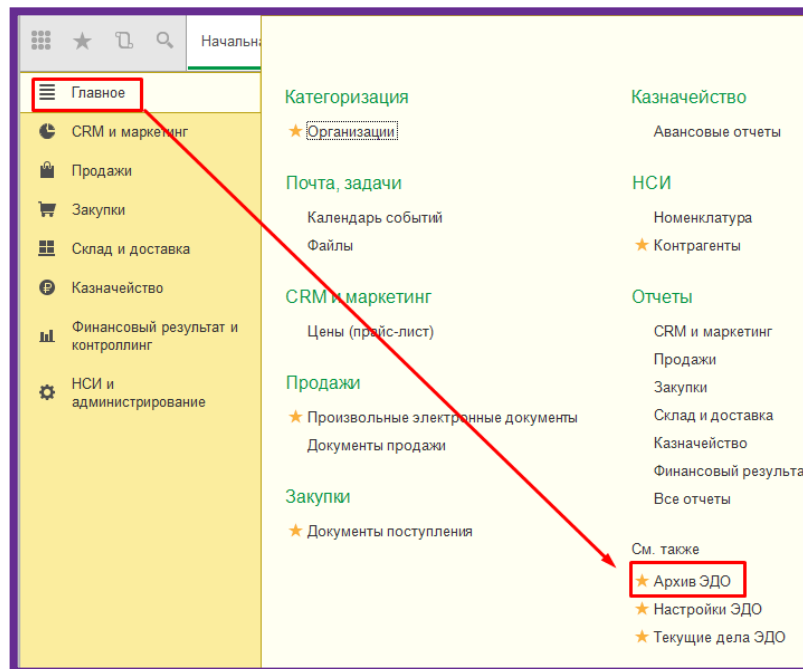 Начальна
Главное
CRM и маркетинг
Продажи
Закупки
Склад и доставка
Казначейство
Финансовый результат и
контроллинг
НСИ и
администрирование
Категоризация
Организации
Почта, задачи
Календарь событий
Файлы
CRM и маркетинг
Цены (прайс-лист)
Продажи
Произвольные электронные документы
Документы продажи
Закупки
Документы поступления
Казначейство
Авансовые отчеты
НСИ
Номенклатура
Контрагенты
Отчеты
CRM и маркетинг
Продажи
Закупки
Склад и доставка
Казначейство
Финансовый результа
Все отчеты
См. также
Архив ЭДО
Настройки ЭДО
Текущие дела ЭДО